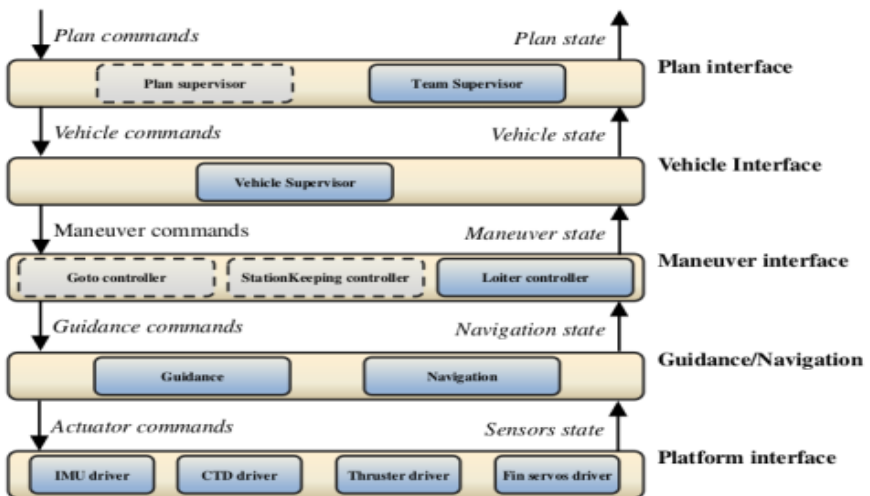 Plan commands
Plan state
Plan interface
Plan supervisor
Team Supervisor
Vehicle commands
Vehicle state
Vehicle Interface
Vehicle Supervisor
Maneuver commands
Maneuver state
Maneuver interface
Goto controller
StationKeeping controller
Loiter controller
Guidance commands
Navigation state
Guidance/Navigation
Guidance
Navigation
Actuator commands
Sensors state
Platform interface
IMU driver
CTD driver
Thruster driver
Fin servos driver